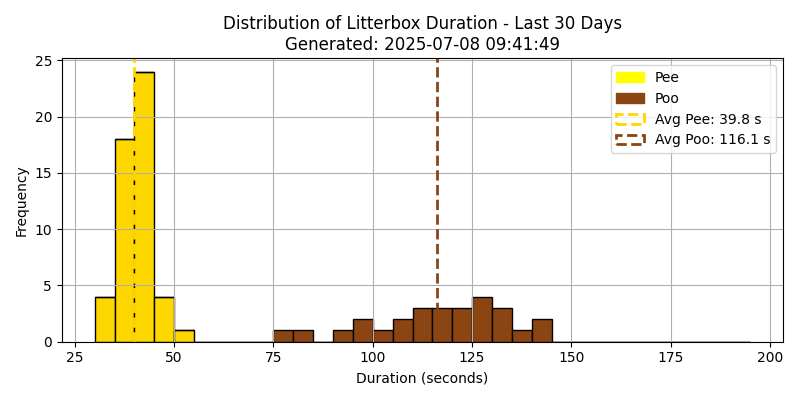 Distribution of Litterbox Duration - Last 30 Days
Generated: 2025-07-08 09:41:49
Frequency
25
20
15
10
5
0
Pee
Poo
Avg Pee: 39.8 s
Avg Poo: 116.1 s
25 50 75 100 125 150 175 200
Duration (seconds)